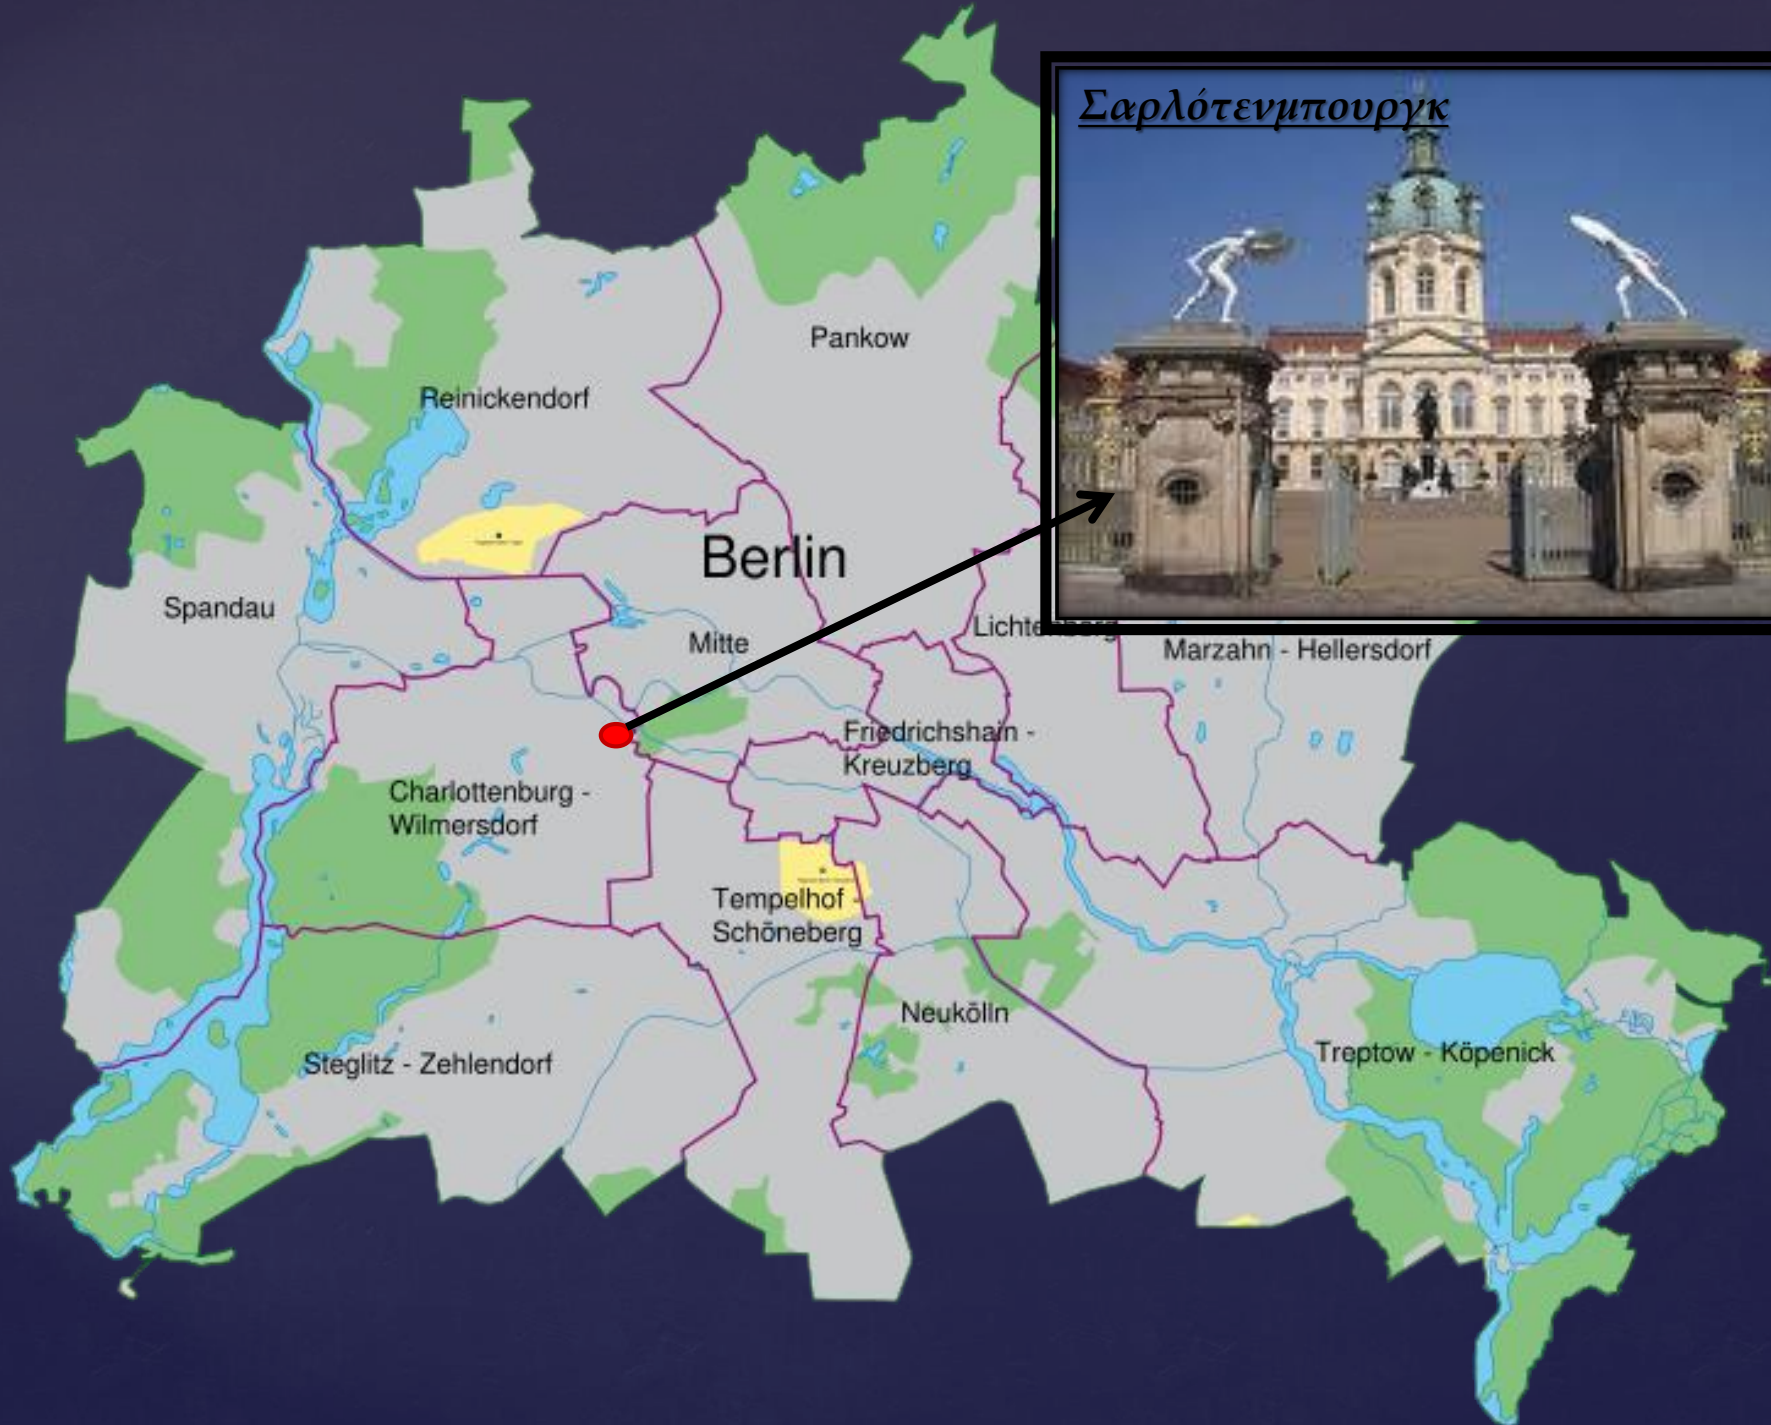 Σαρλότενμπουργκ
Pankow
Reinickendorf
Berlin
Spandau
Mitte
Lichtenberg
Marzahn - Hellersdorf
Friedrichshain -
Kreuzberg
Charlottenburg -
Wilmersdorf
Tempelhof -
Schöneberg
Neukölln
Steglitz - Zehlendorf
Treptow - Köpenick